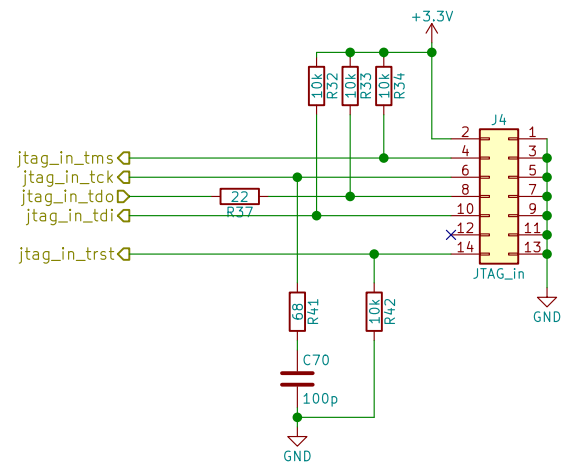 +3.3V
10k R32 10k R33 10k R34
J4
2 1
jtag_in_tms 4 3
jtag_in_tck 6 5
jtag_in_tdo 22 8 7
R37
jtag_in_tdi 10 9
12 11
jtag_in_trst 14 13
JTAG_in
68 R41 10k R42
GND
C70
100p
GND